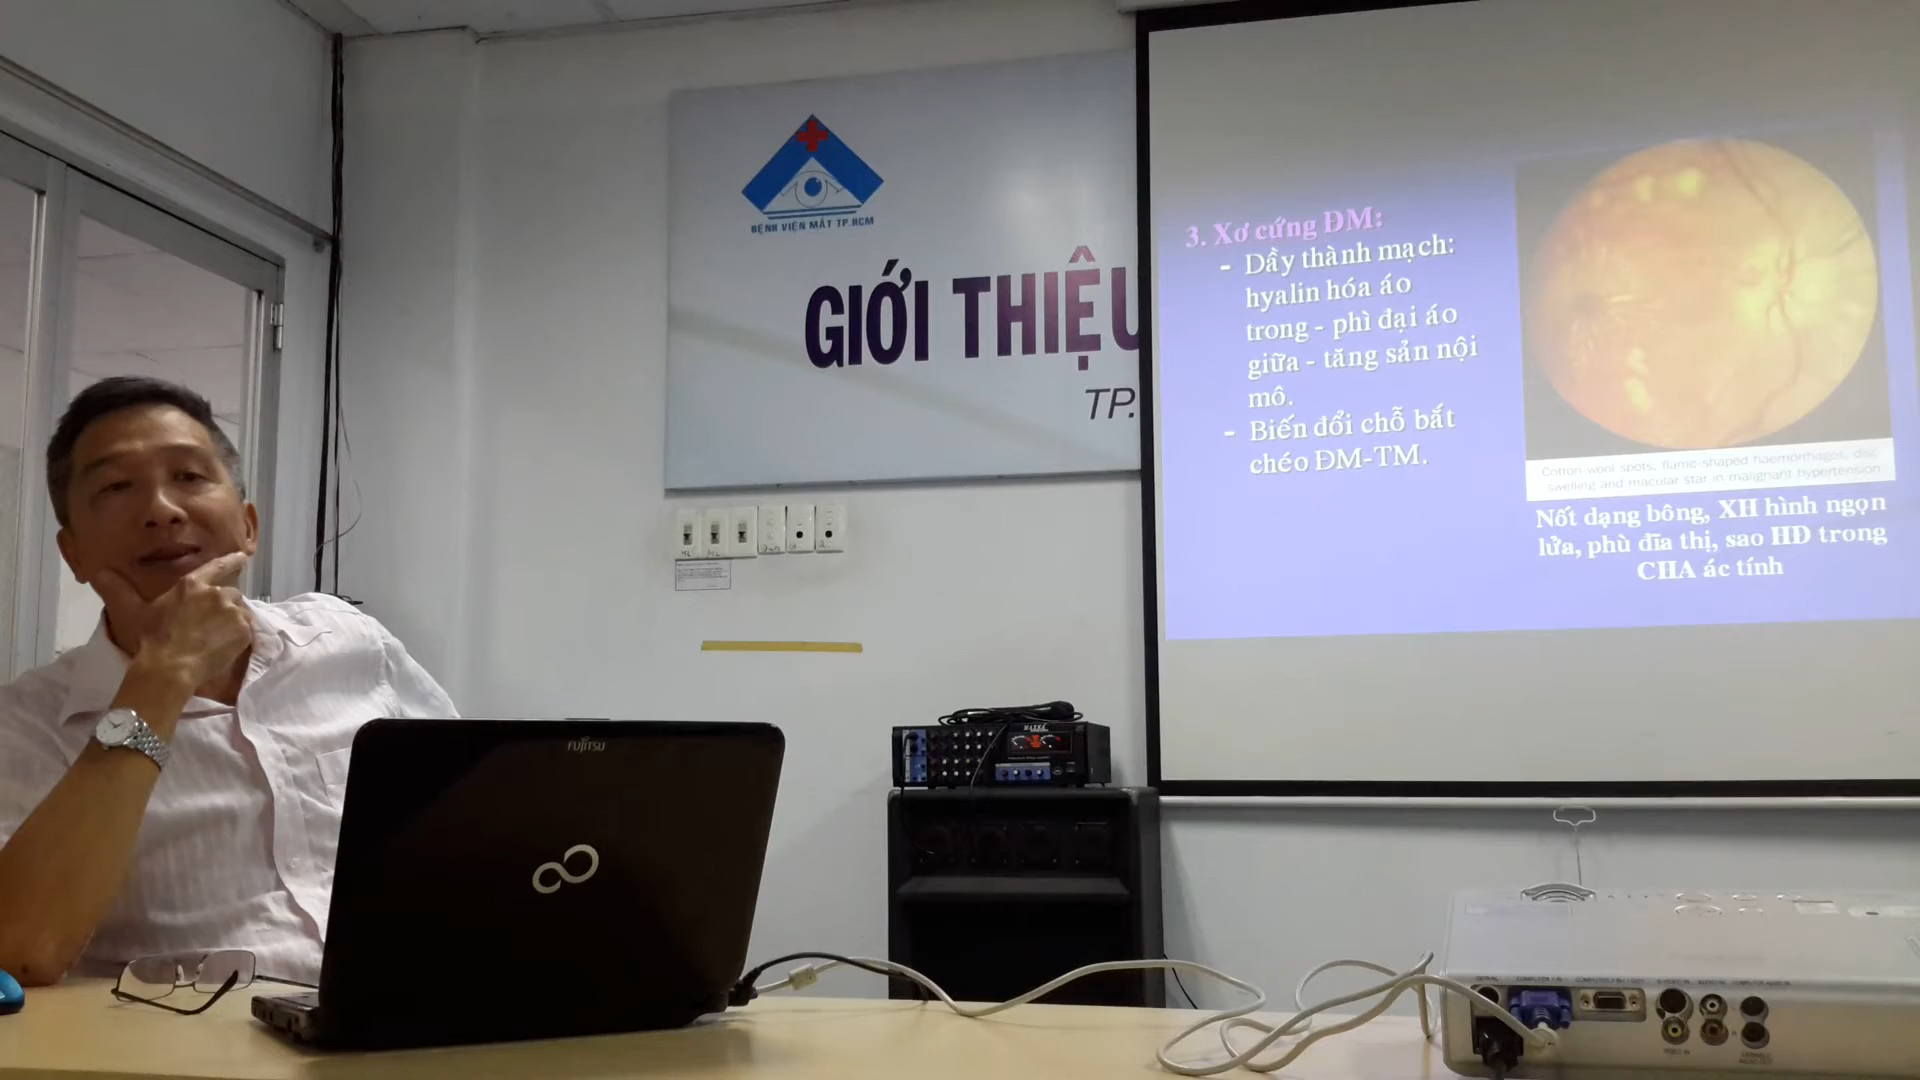 BỆNH VIỆN MẮT TP.HCM
GIỚI THIỆU
TP.
3. Xơ cứng ĐM:
- Dầy thành mạch:
hyalin hóa áo
trong - phì đại áo
giữa - tăng sản nội
mô.
- Biến đổi chỗ bắt
chéo ĐM-TM.
Cotton-wool spots, flame-shaped haemorrhages, disc
swelling and macular star in malignant hypertension
Nốt dạng bông, XH hình ngọn
lửa, phù đĩa thị, sao HĐ trong
CHA ác tính
FUJITSU